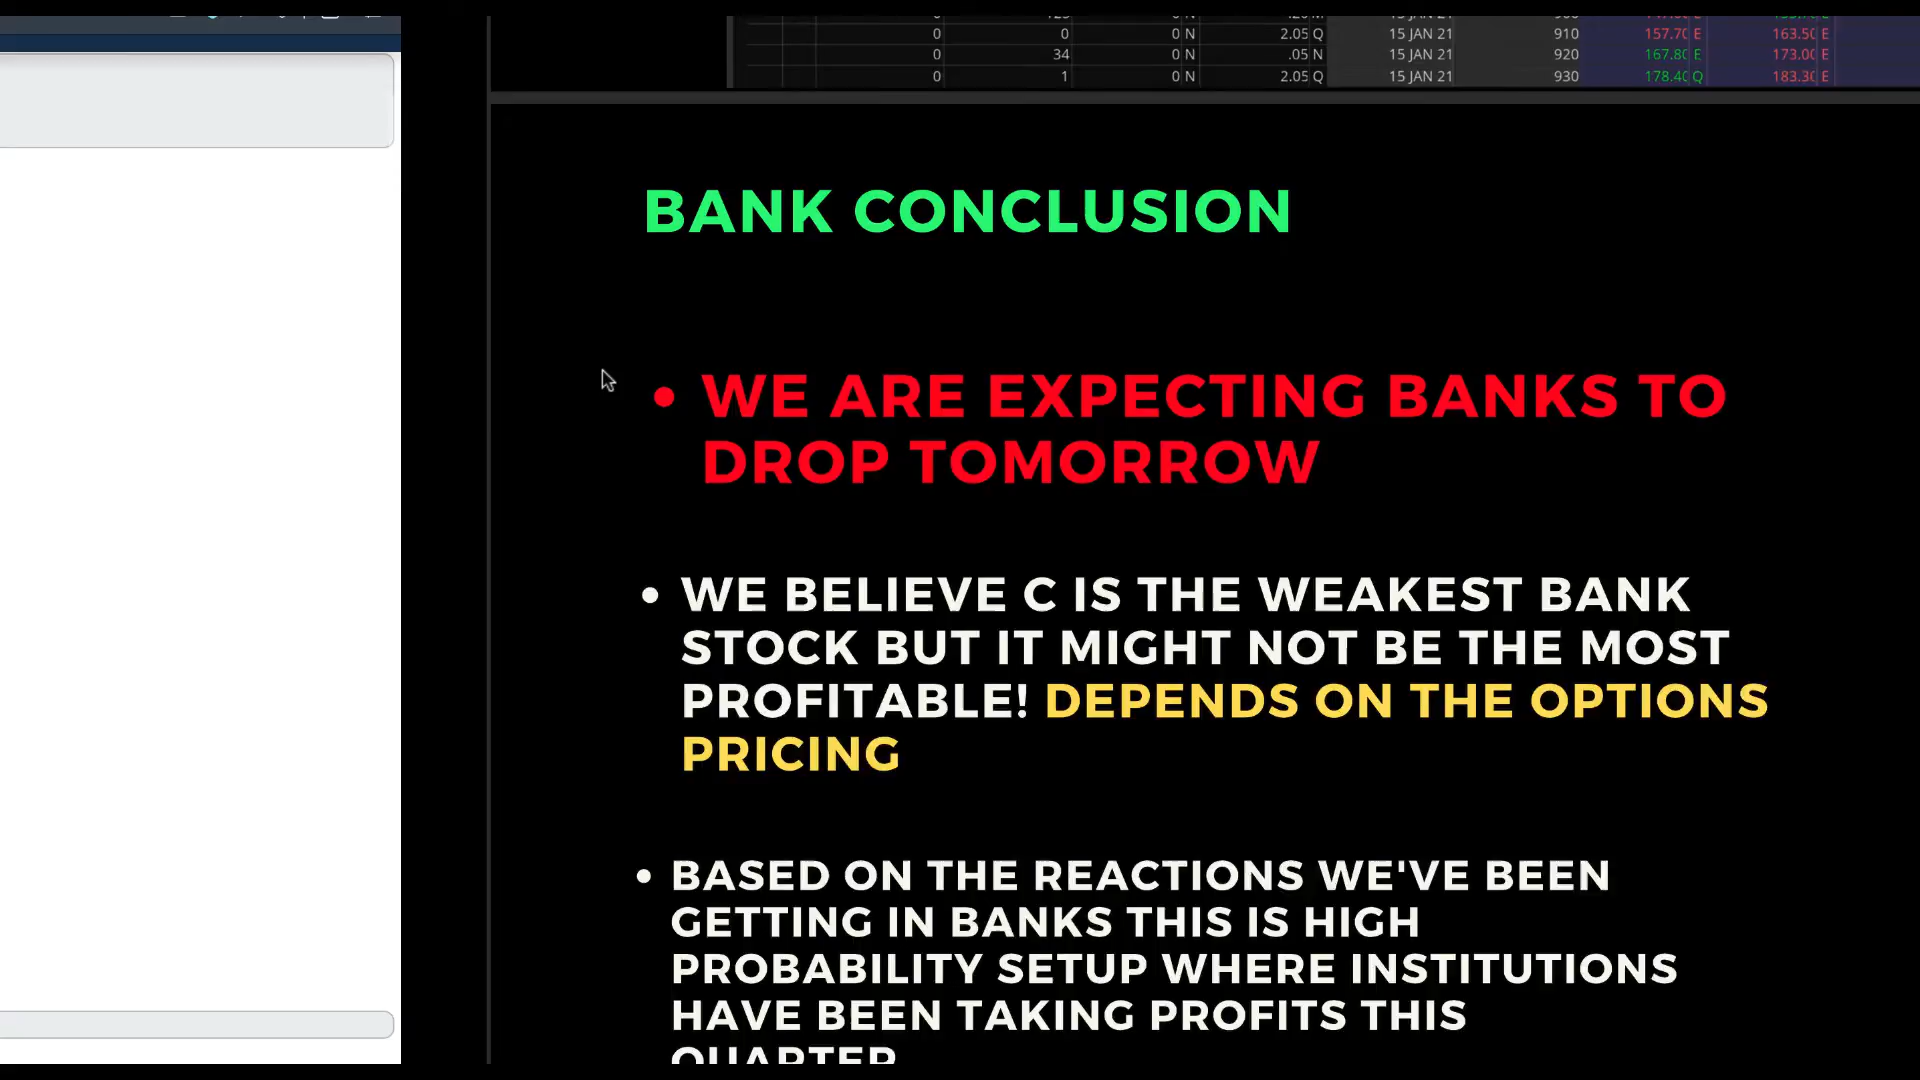 0 0 0 N 2.05 Q 15 JAN 21 910 157.70 E 163.50 E
0 34 0 N .05 N 15 JAN 21 920 167.80 E 173.00 E
0 1 0 N 2.05 Q 15 JAN 21 930 178.40 Q 183.30 E
BANK CONCLUSION
• WE ARE EXPECTING BANKS TO
DROP TOMORROW
• WE BELIEVE C IS THE WEAKEST BANK
STOCK BUT IT MIGHT NOT BE THE MOST
PROFITABLE! DEPENDS ON THE OPTIONS
PRICING
• BASED ON THE REACTIONS WE'VE BEEN
GETTING IN BANKS THIS IS HIGH
PROBABILITY SETUP WHERE INSTITUTIONS
HAVE BEEN TAKING PROFITS THIS
QUARTER